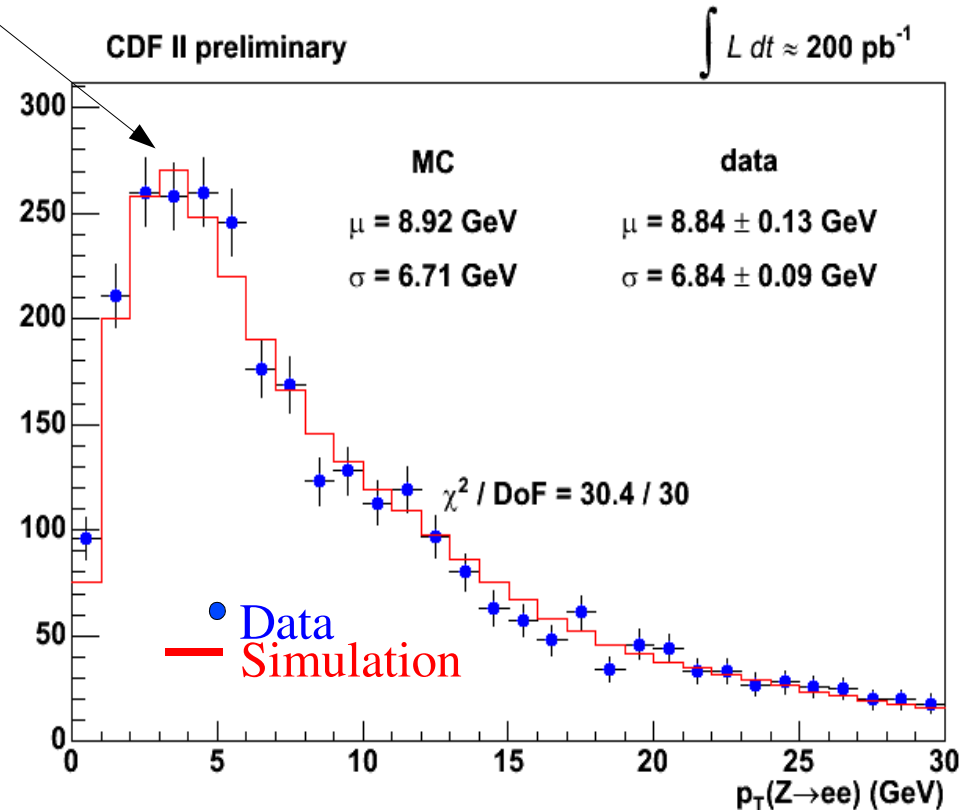 CDF II preliminary
∫ L dt ≈ 200 pb⁻¹
300
250
200
150
100
50
0
MC
data
μ = 8.92 GeV
μ = 8.84 ± 0.13 GeV
σ = 6.71 GeV
σ = 6.84 ± 0.09 GeV
χ² / DoF = 30.4 / 30
Data
Simulation
0 5 10 15 20 25 30
p_T(Z→ee) (GeV)